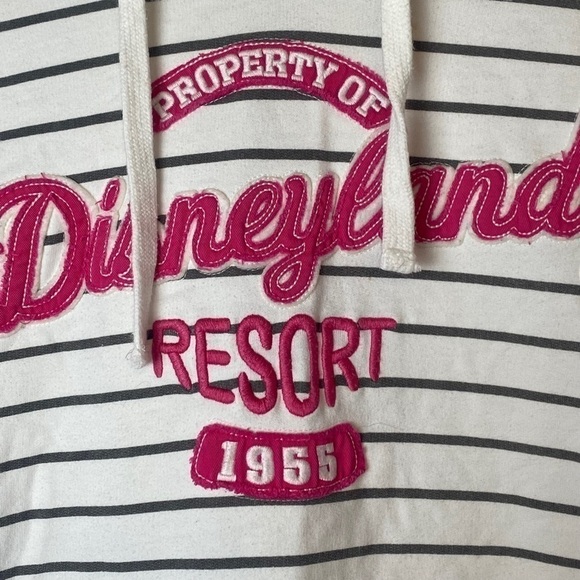 PROPERTY OF
Disneyland
RESORT
1955